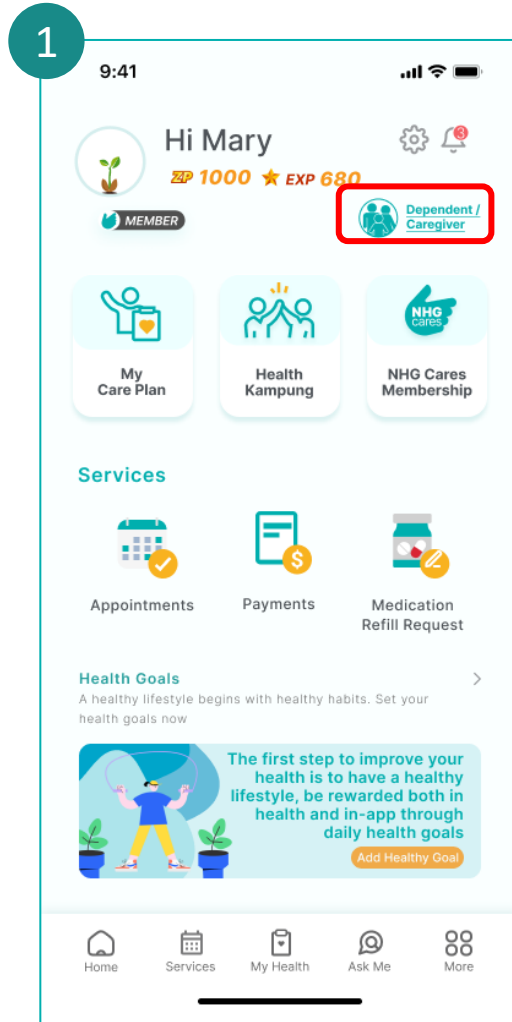 1
9:41
Hi Mary
3
ZP 1000 EXP 680
MEMBER
Dependent /
Caregiver
NHG
cares
My
Care Plan
Health
Kampung
NHG Cares
Membership
Services
$
Appointments
Payments
Medication
Refill Request
Health Goals
A healthy lifestyle begins with healthy habits. Set your
health goals now
The first step to improve your
health is to have a healthy
lifestyle, be rewarded both in
health and in-app through
daily health goals
Add Healthy Goal
Home
Services
My Health
Ask Me
More